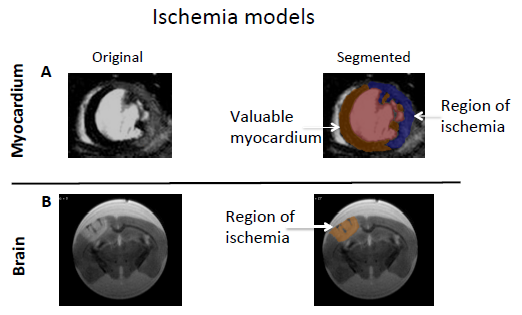 Ischemia models
Original
Segmented
Myocardium
A
Valuable
myocardium
Region of
ischemia
B
Brain
Region of
ischemia